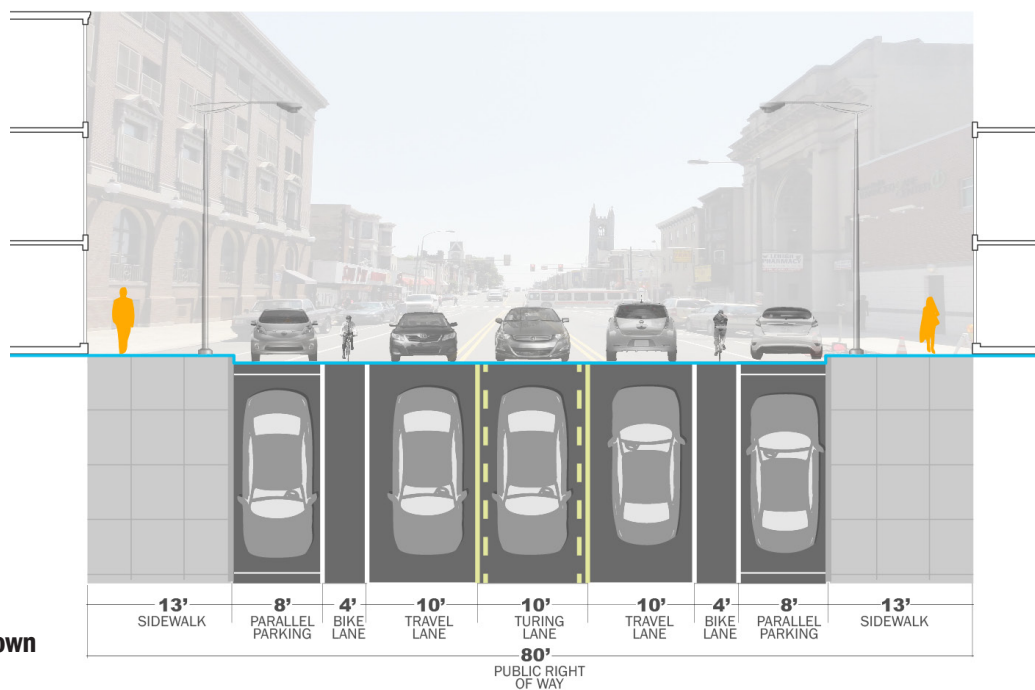 13' 8' 4' 10' 10' 10' 4' 8' 13'
SIDEWALK PARALLEL BIKE TRAVEL TURING TRAVEL BIKE PARALLEL SIDEWALK
PARKING LANE LANE LANE LANE LANE PARKING
own
80'
PUBLIC RIGHT
OF WAY